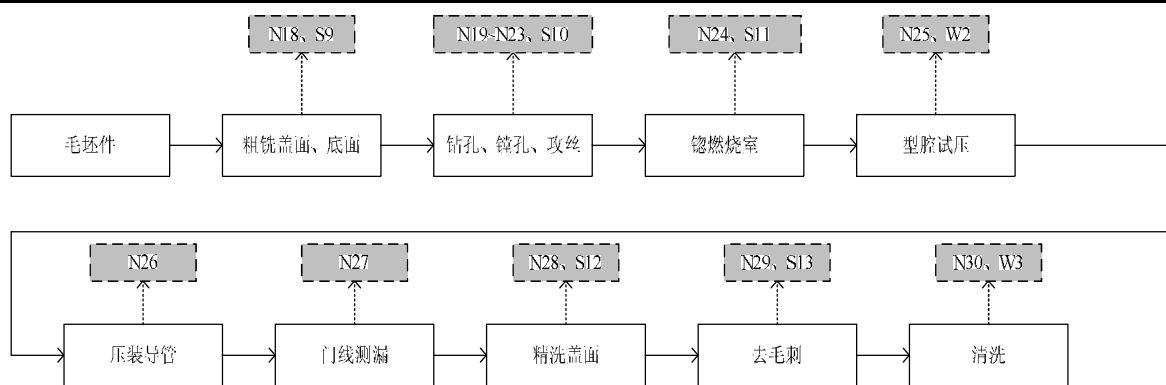 N18、S9
N19~N23、S10
N24、S11
N25、W2
毛坯件
粗铣盖面、底面
钻孔、镗孔、攻丝
锪燃烧室
型腔试压
N26
N27
N28、S12
N29、S13
N30、W3
压装导管
门线测漏
精洗盖面
去毛刺
清洗